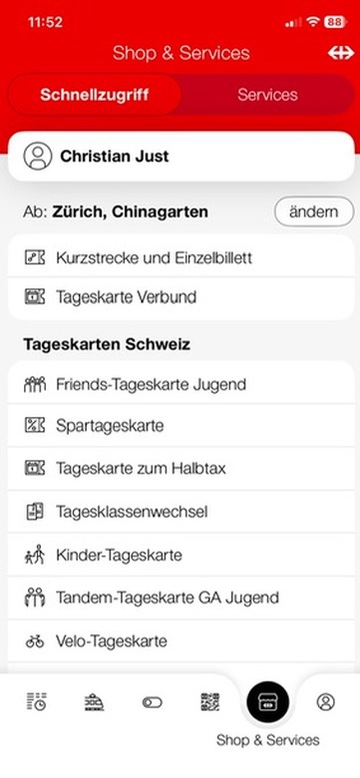 11:52
88
Shop & Services
Schnellzugriff
Services
Christian Just
Ab: Zürich, Chinagarten
ändern
Kurzstrecke und Einzelbillett
Tageskarte Verbund
Tageskarten Schweiz
Friends-Tageskarte Jugend
Spartageskarte
Tageskarte zum Halbtax
Tagesklassenwechsel
Kinder-Tageskarte
Tandem-Tageskarte GA Jugend
Velo-Tageskarte
Shop & Services